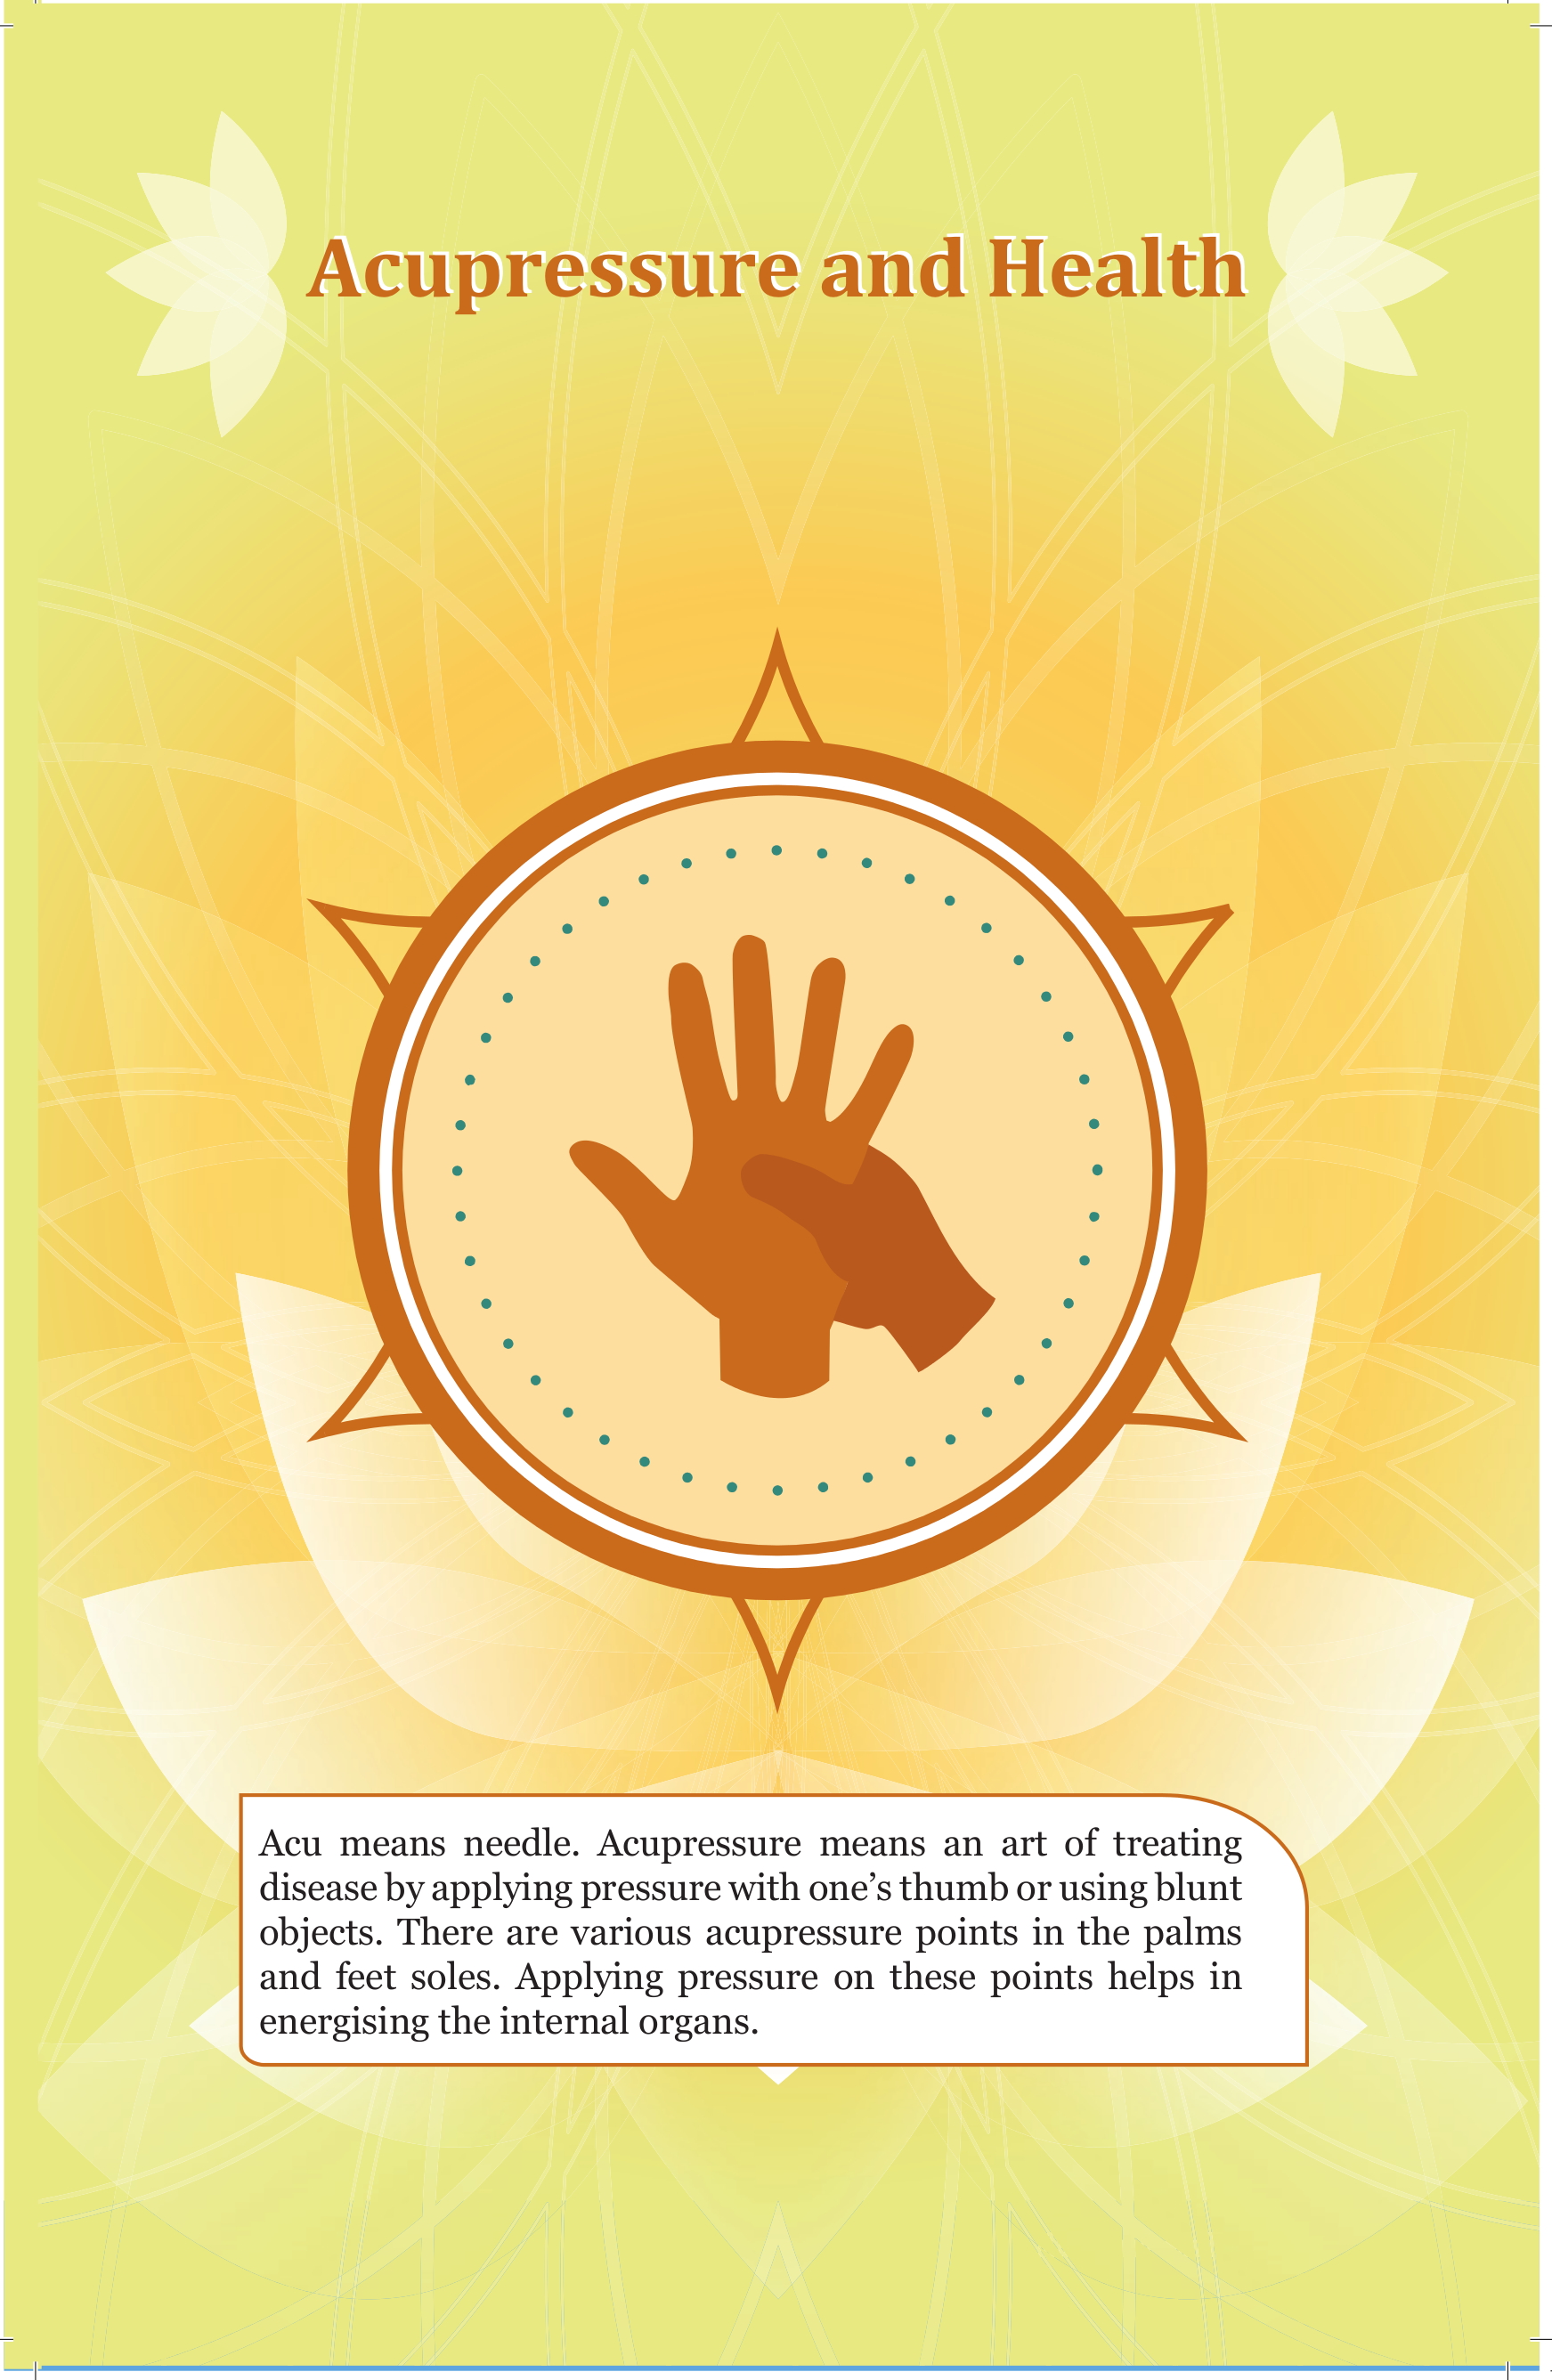 Acupressure and Health
Acu means needle. Acupressure means an art of treating
disease by applying pressure with one’s thumb or using blunt
objects. There are various acupressure points in the palms
and feet soles. Applying pressure on these points helps in
energising the internal organs.